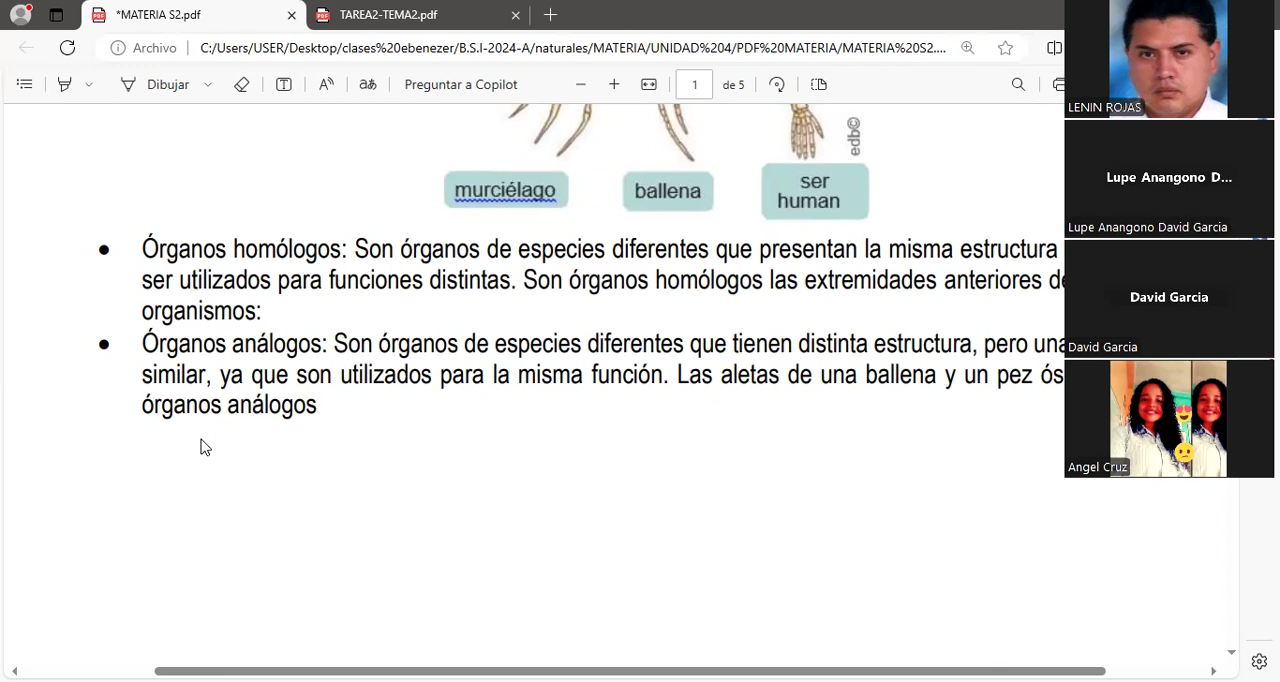 *MATERIA S2.pdf
TAREA2-TEMA2.pdf
Archivo
C:/Users/USER/Desktop/clases%20ebenezer/B.S.I-2024-A/naturales/MATERIA/UNIDAD%204/PDF%20MATERIA/MATERIA%20S2....
Dibujar
Preguntar a Copilot
1 de 5
LENIN ROJAS
edb©
murciélago
ballena
ser
human
Lupe Anangono D...
Lupe Anangono David Garcia
Órganos homólogos: Son órganos de especies diferentes que presentan la misma estructura
ser utilizados para funciones distintas. Son órganos homólogos las extremidades anteriores de
organismos:
David Garcia
David Garcia
Órganos análogos: Son órganos de especies diferentes que tienen distinta estructura, pero una
similar, ya que son utilizados para la misma función. Las aletas de una ballena y un pez ós
órganos análogos
Angel Cruz